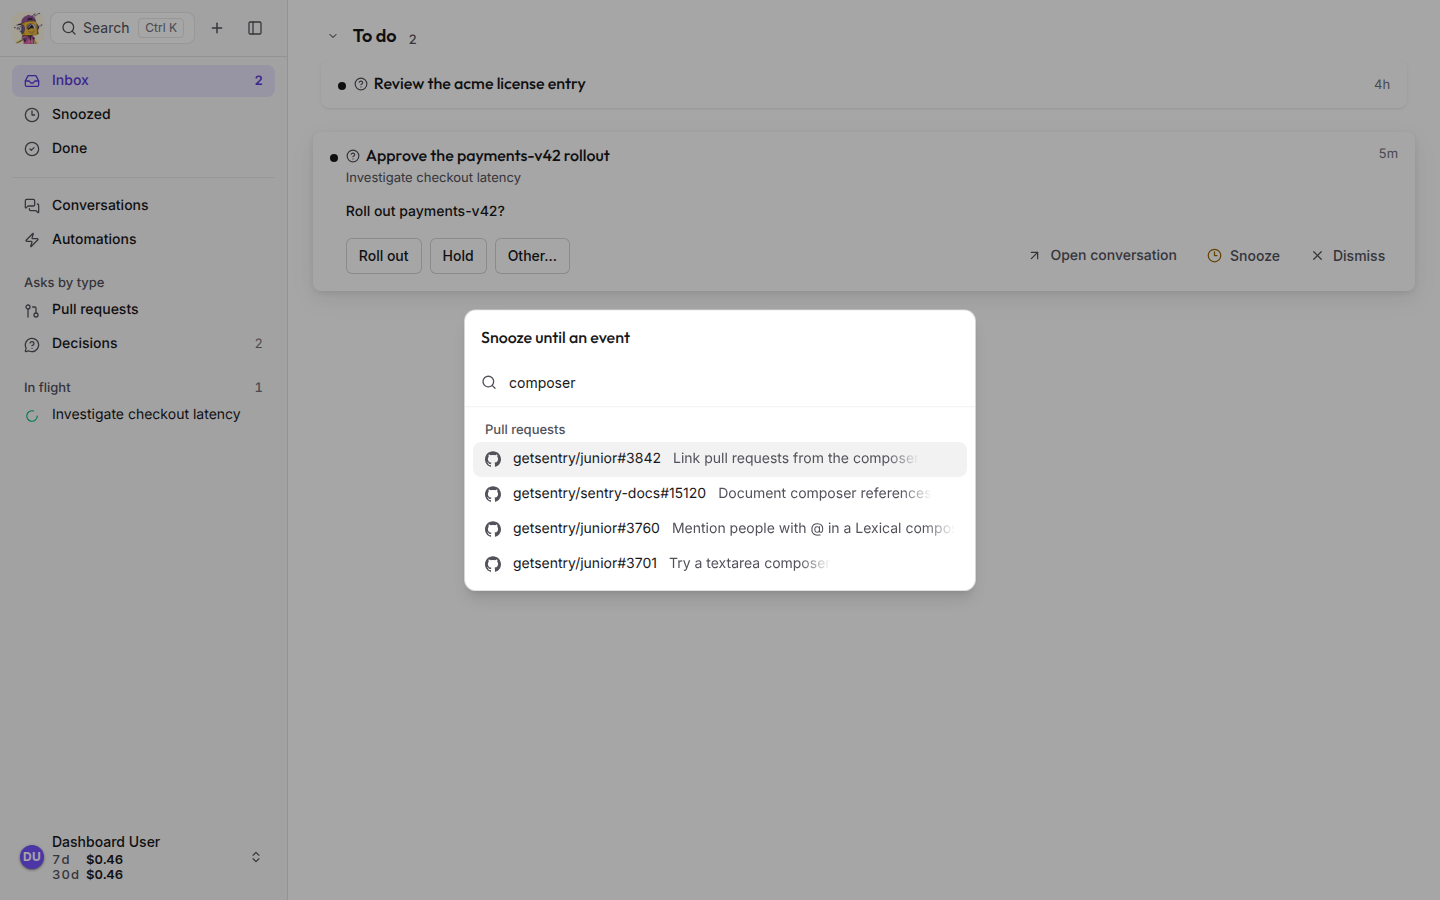 Search Ctrl K
Inbox 2
Snoozed
Done
Conversations
Automations
Asks by type
Pull requests
Decisions 2
In flight 1
Investigate checkout latency
DU
Dashboard User
7d $0.46
30d $0.46
To do 2
Review the acme license entry 4h
Approve the payments-v42 rollout 5m
Investigate checkout latency
Roll out payments-v42?
Roll out Hold Other... Open conversation Snooze Dismiss
Snooze until an event
composer
Pull requests
getsentry/junior#3842 Link pull requests from the composer
getsentry/sentry-docs#15120 Document composer references
getsentry/junior#3760 Mention people with @ in a Lexical compos
getsentry/junior#3701 Try a textarea composer